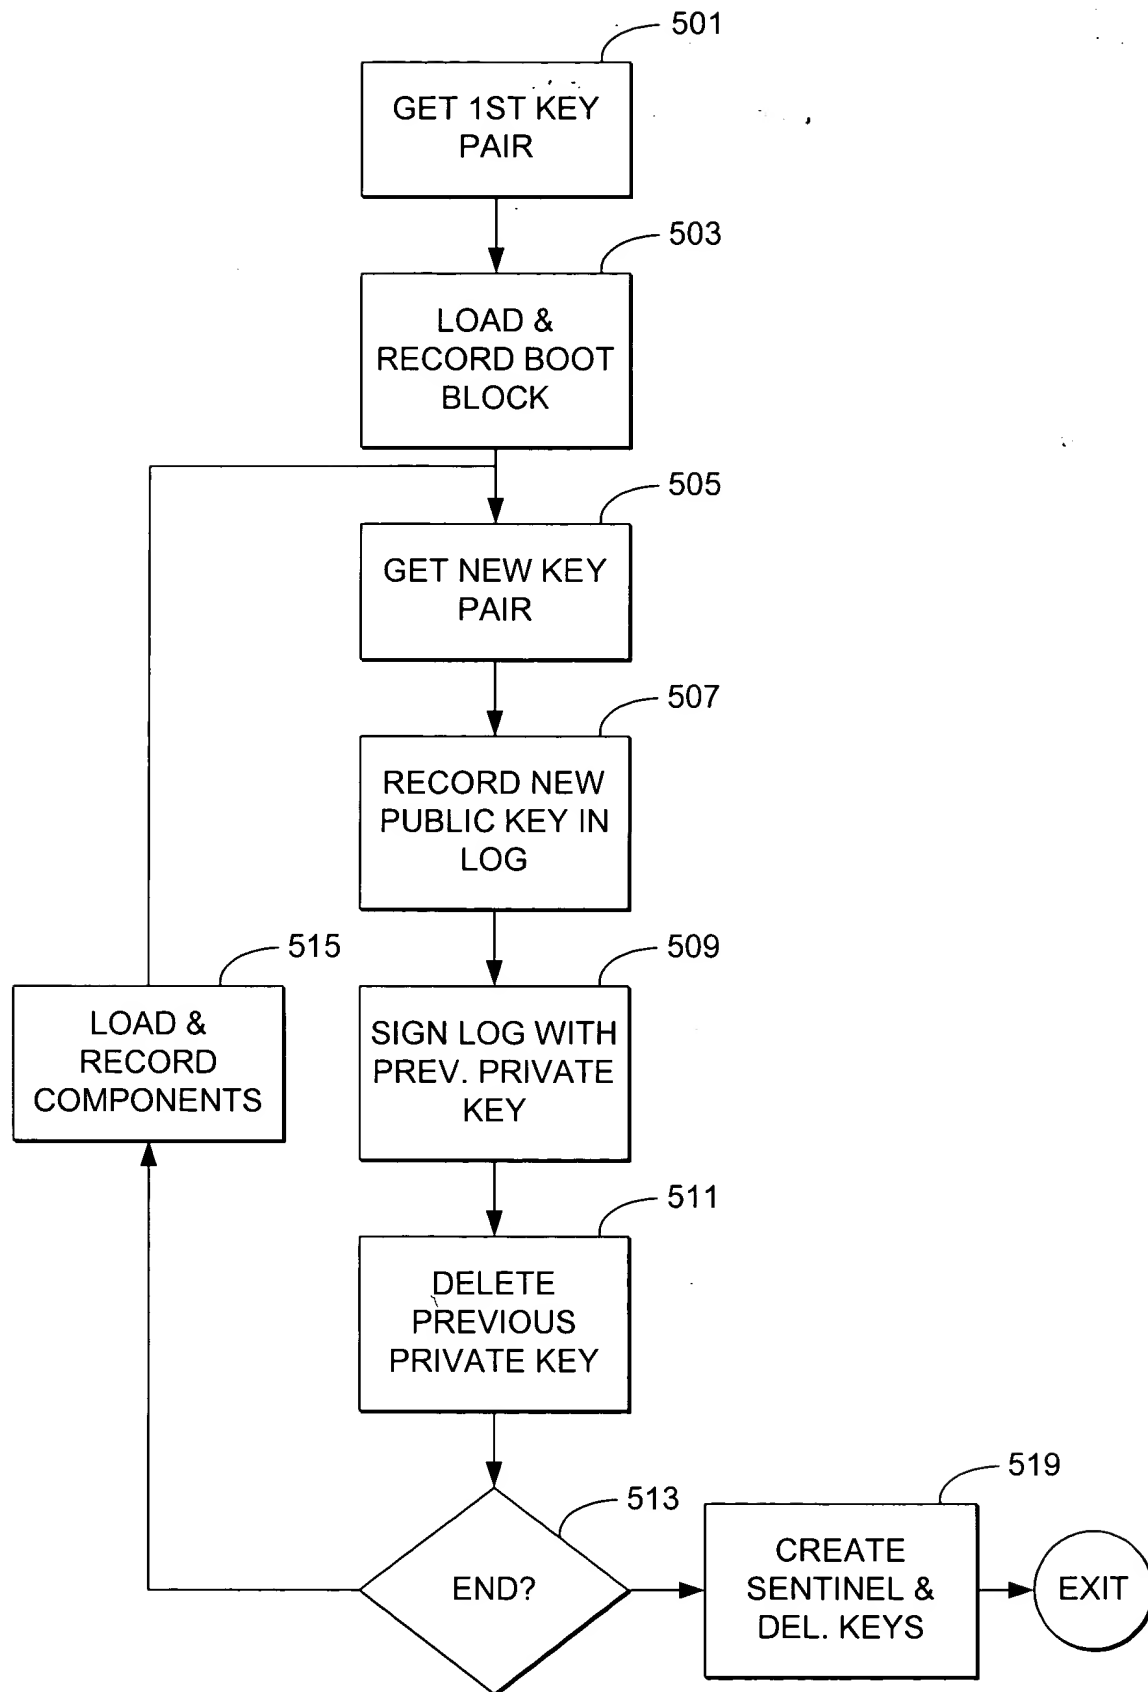 501
GET 1ST KEY
PAIR
503
LOAD &
RECORD BOOT
BLOCK
505
GET NEW KEY
PAIR
507
RECORD NEW
PUBLIC KEY IN
LOG
515
LOAD &
RECORD
COMPONENTS
509
SIGN LOG WITH
PREV. PRIVATE
KEY
511
DELETE
PREVIOUS
PRIVATE KEY
513
END?
519
CREATE
SENTINEL &
DEL. KEYS
EXIT